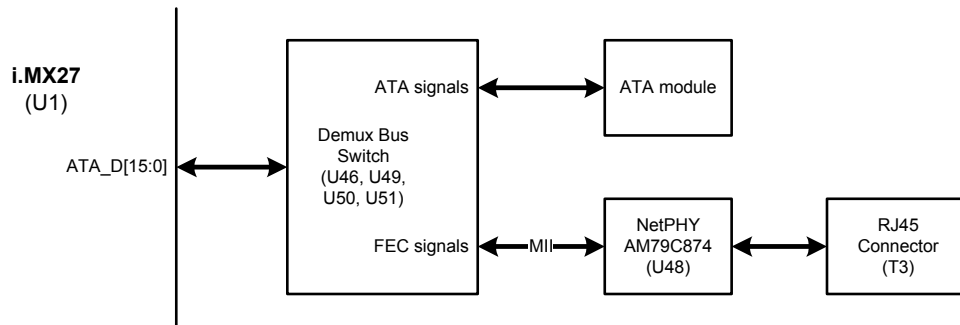 i.MX27
(U1)
ATA_D[15:0]
ATA signals
Demux Bus
Switch
(U46, U49,
U50, U51)
FEC signals
ATA module
MII
NetPHY
AM79C874
(U48)
RJ45
Connector
(T3)